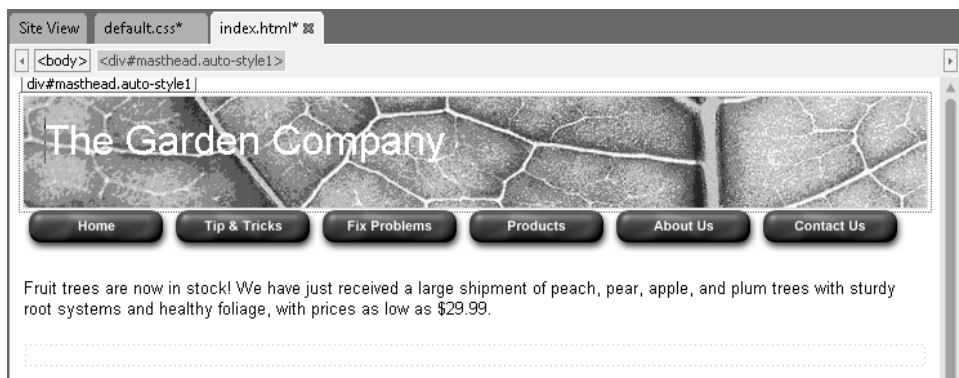 Site View default.css* index.html*
<body> <div#masthead.auto-style1>
div#masthead.auto-style1
The Garden Company
Home Tip & Tricks Fix Problems Products About Us Contact Us
Fruit trees are now in stock! We have just received a large shipment of peach, pear, apple, and plum trees with sturdy
root systems and healthy foliage, with prices as low as $29.99.